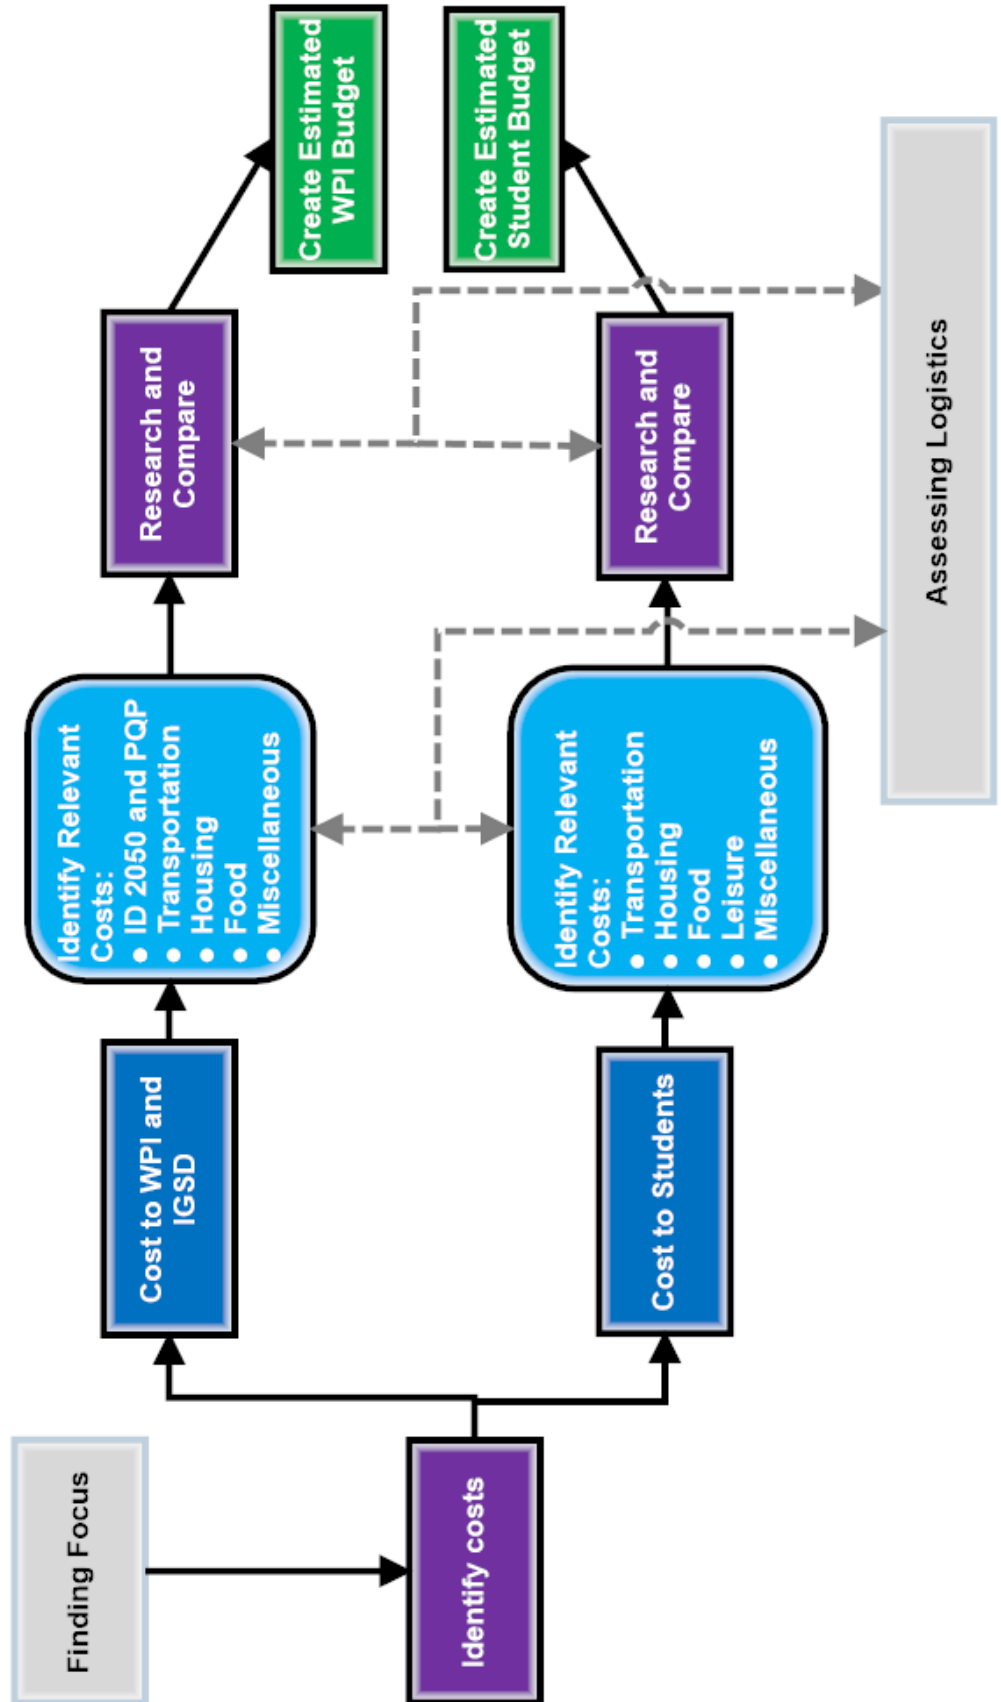 Finding Focus
Identify costs
Cost to WPI and
IGSD
Identify Relevant
Costs:
● ID 2050 and PQP
● Transportation
● Housing
● Food
● Miscellaneous
Research and
Compare
Create Estimated
WPI Budget
Cost to Students
Identify Relevant
Costs:
● Transportation
● Housing
● Food
● Leisure
● Miscellaneous
Research and
Compare
Create Estimated
Student Budget
Assessing Logistics